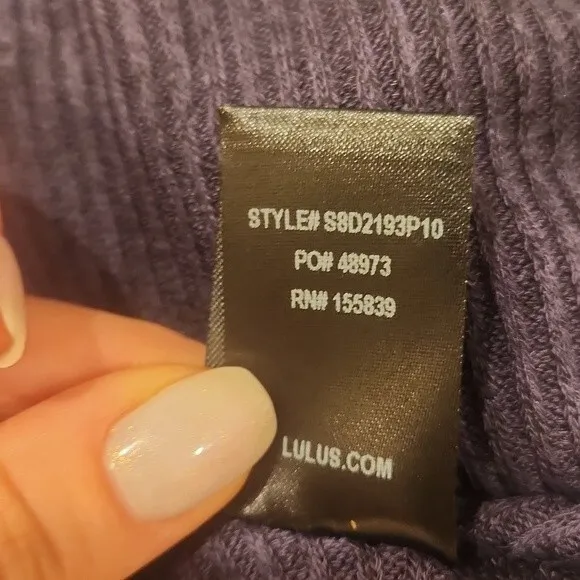 STYLE# S8D2193P10
PO# 48973
RN# 155839
LULUS.COM